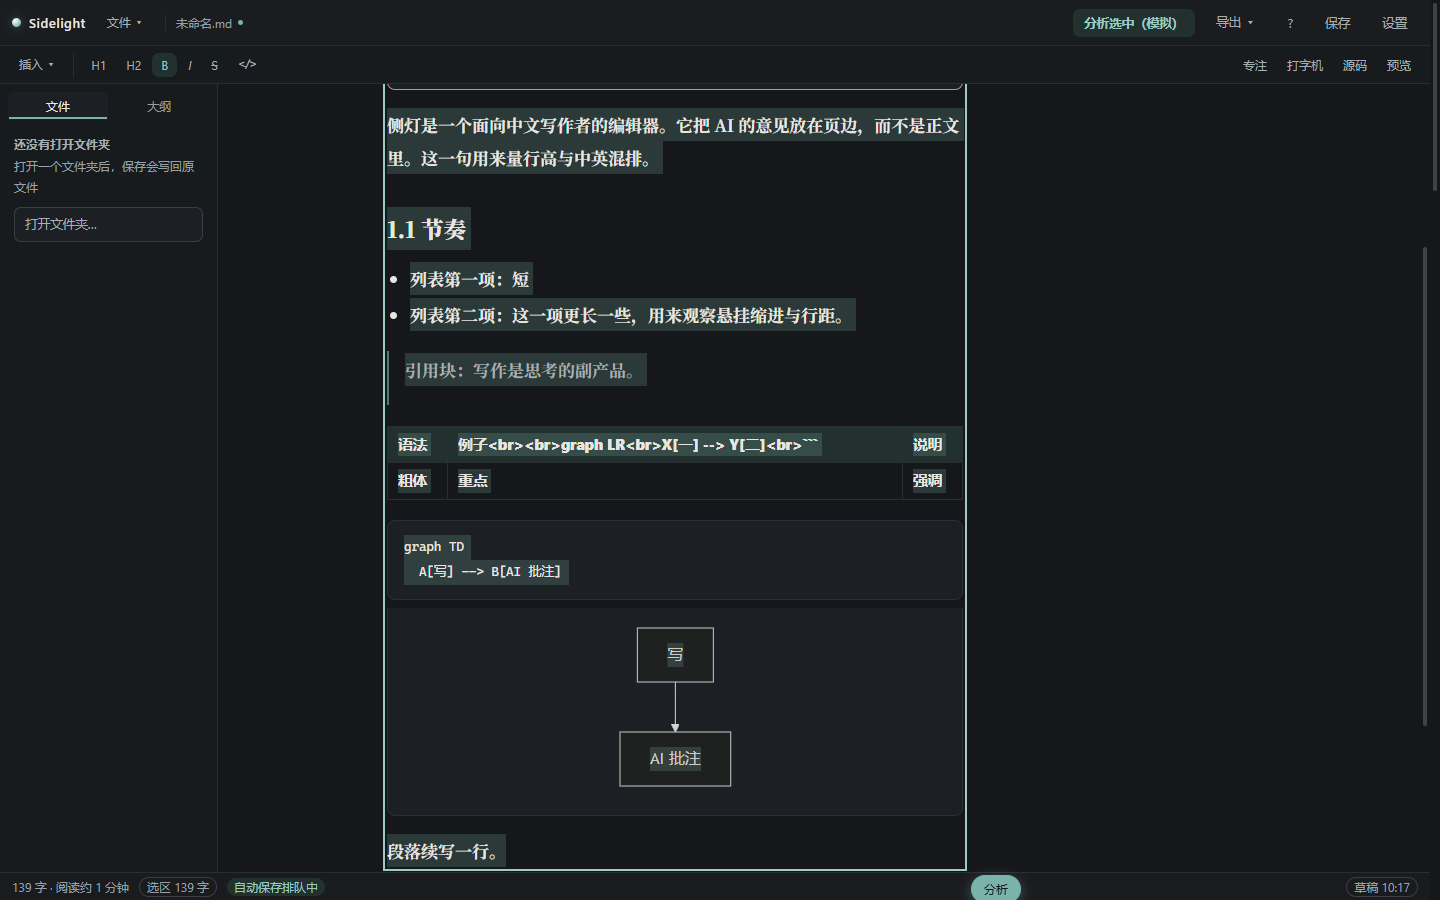 Sidelight 文件 未命名.md 分析选中（模拟） 导出 ? 保存 设置
插入 H1 H2 B I S </> 专注 打字机 源码 预览
文件 大纲
还没有打开文件夹
打开一个文件夹后，保存会写回原
文件
打开文件夹...
侧灯是一个面向中文写作者的编辑器。它把 AI 的意见放在页边，而不是正文
里。这一句用来量行高与中英混排。
1.1 节奏
列表第一项：短
列表第二项：这一项更长一些，用来观察悬挂缩进与行距。
引用块：写作是思考的副产品。
语法 例子<br><br>graph LR<br>X[一] --> Y[二]<br>``` 说明
粗体 重点 强调
graph TD
A[写] --> B[AI 批注]
写
AI 批注
段落续写一行。
139 字 · 阅读约 1 分钟 选区 139 字 自动保存排队中 分析 草稿 10:17